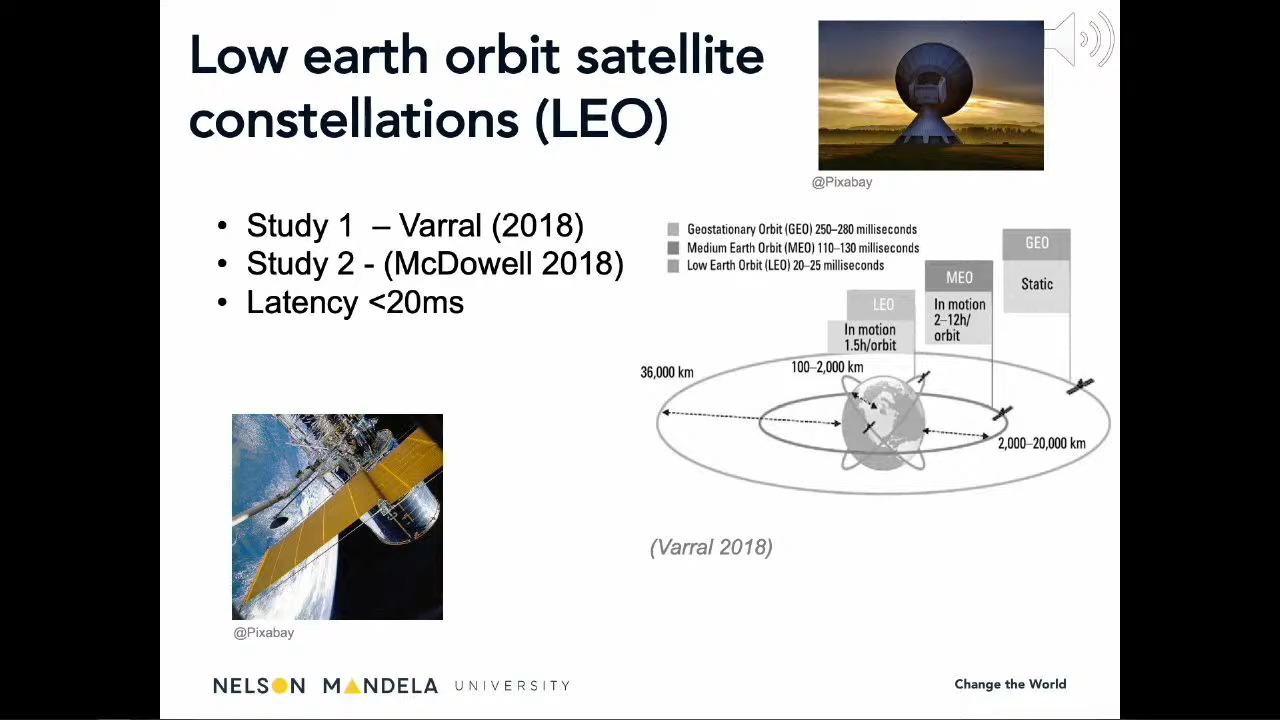 Low earth orbit satellite
constellations (LEO)
@Pixabay
• Study 1 – Varral (2018)
• Study 2 - (McDowell 2018)
• Latency <20ms
Geostationary Orbit (GEO) 250–280 milliseconds
Medium Earth Orbit (MEO) 110–130 milliseconds
Low Earth Orbit (LEO) 20–25 milliseconds
GEO
Static
MEO
In motion
2–12h/
orbit
LEO
In motion
1.5h/orbit
36,000 km
100–2,000 km
2,000–20,000 km
(Varral 2018)
@Pixabay
NELSON MANDELA UNIVERSITY
Change the World